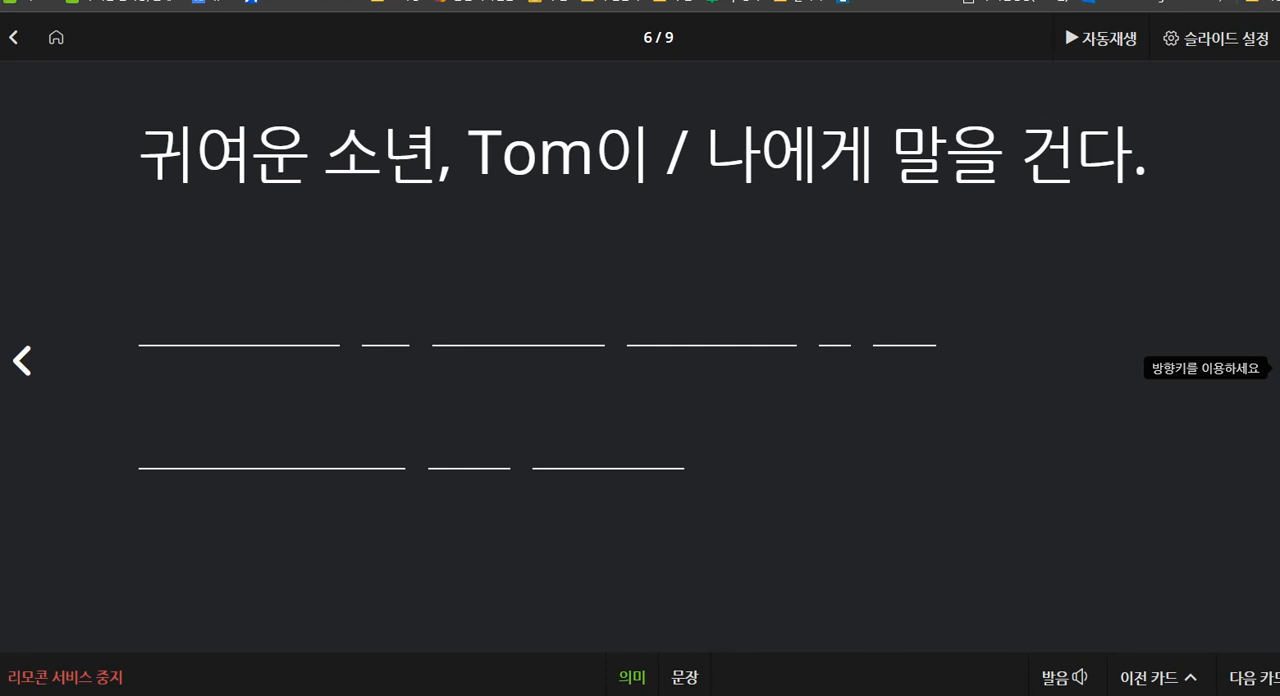 6 / 9
자동재생
슬라이드 설정
귀여운 소년, Tom이 / 나에게 말을 건다.
방향키를 이용하세요
리모콘 서비스 중지
의미
문장
발음
이전 카드
다음